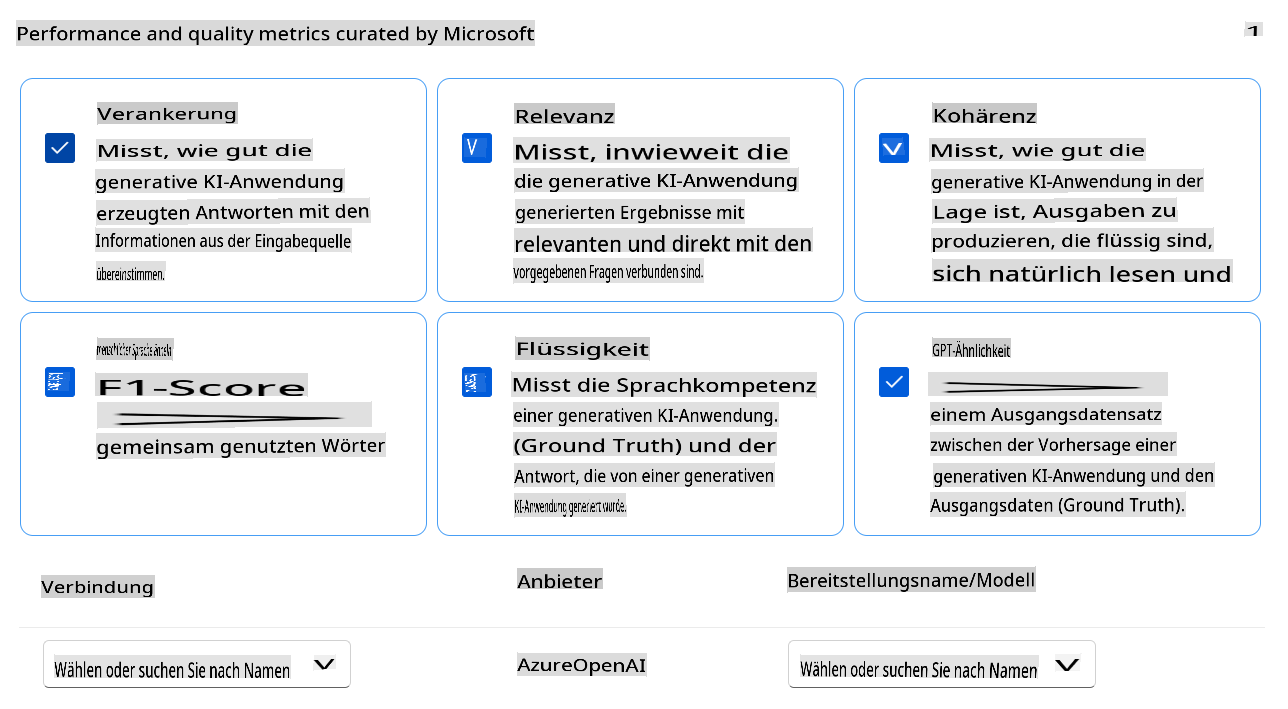 Performance and quality metrics curated by Microsoft
Verankerung
Misst, wie gut die
generative KI-Anwendung
erzeugten Antworten mit den
Informationen aus der Eingabequelle
übereinstimmen.
Relevanz
Misst, inwieweit die
die generative KI-Anwendung
generierten Ergebnisse mit
relevanten und direkt mit den
vorgegebenen Fragen verbunden sind.
Kohärenz
Misst, wie gut die
generative KI-Anwendung in der
Lage ist, Ausgaben zu
produzieren, die flüssig sind,
sich natürlich lesen und
menschlicher Sprache ähneln.
F1-Score
gemeinsam genutzten Wörter
Flüssigkeit
Misst die Sprachkompetenz
einer generativen KI-Anwendung.
(Ground Truth) und der
Antwort, die von einer generativen
KI-Anwendung generiert wurde.
GPT-Ähnlichkeit
einem Ausgangsdatensatz
zwischen der Vorhersage einer
generativen KI-Anwendung und den
Ausgangsdaten (Ground Truth).
Verbindung
Anbieter
Bereitstellungsname/Modell
Wählen oder suchen Sie nach Namen
AzureOpenAI
Wählen oder suchen Sie nach Namen